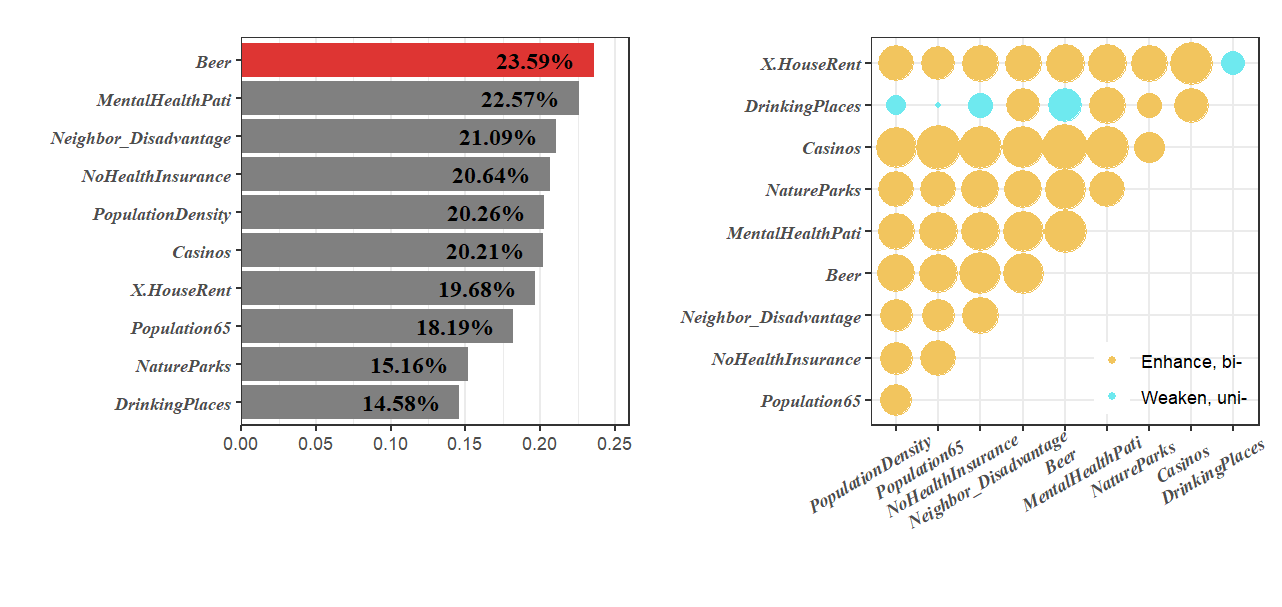 Beer
23.59%
MentalHealthPati
22.57%
Neighbor_Disadvantage
21.09%
NoHealthInsurance
20.64%
PopulationDensity
20.26%
Casinos
20.21%
X.HouseRent
19.68%
Population65
18.19%
NatureParks
15.16%
DrinkingPlaces
14.58%
0.00 0.05 0.10 0.15 0.20 0.25
X.HouseRent
DrinkingPlaces
Casinos
NatureParks
MentalHealthPati
Beer
Neighbor_Disadvantage
NoHealthInsurance
Population65
Enhance, bi-
Weaken, uni-
PopulationDensity
Population65
NoHealthInsurance
Neighbor_Disadvantage
Beer
MentalHealthPati
NatureParks
Casinos
DrinkingPlaces